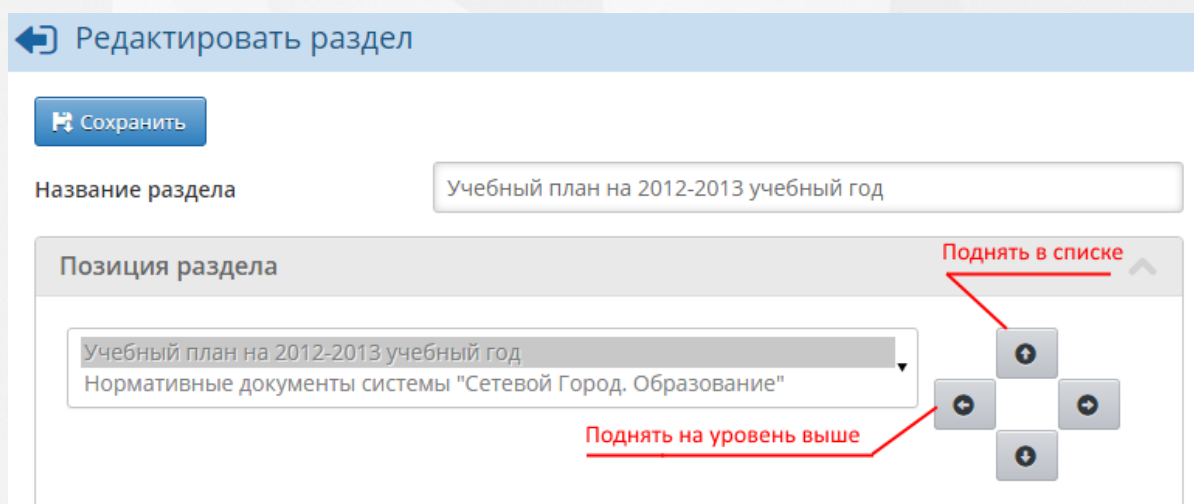 Редактировать раздел
Сохранить
Название раздела
Учебный план на 2012-2013 учебный год
Позиция раздела
Поднять в списке
Учебный план на 2012-2013 учебный год
Нормативные документы системы "Сетевой Город. Образование"
Поднять на уровень выше